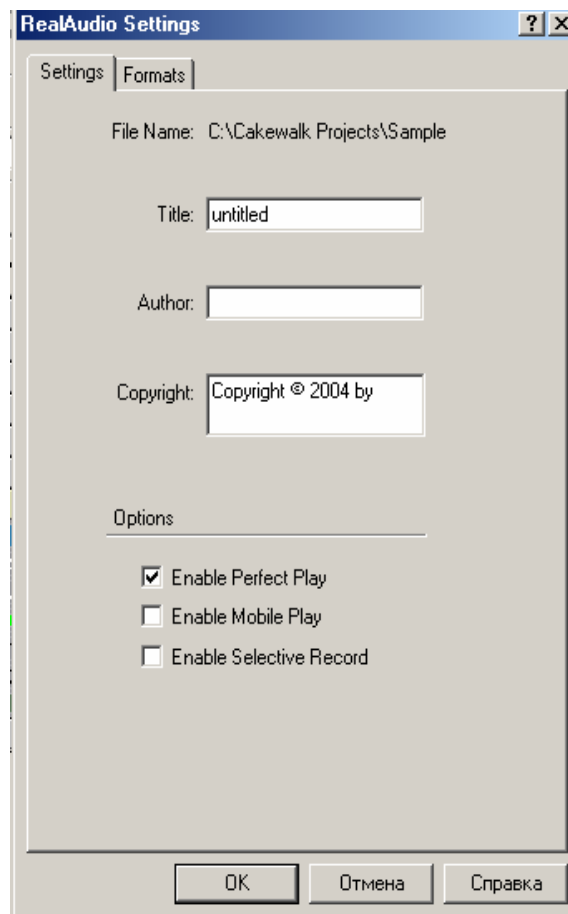 RealAudio Settings
Settings Formats
File Name: C:\Cakewalk Projects\Sample
Title: untitled
Author:
Copyright: Copyright © 2004 by
Options
Enable Perfect Play
Enable Mobile Play
Enable Selective Record
OK Отмена Справка